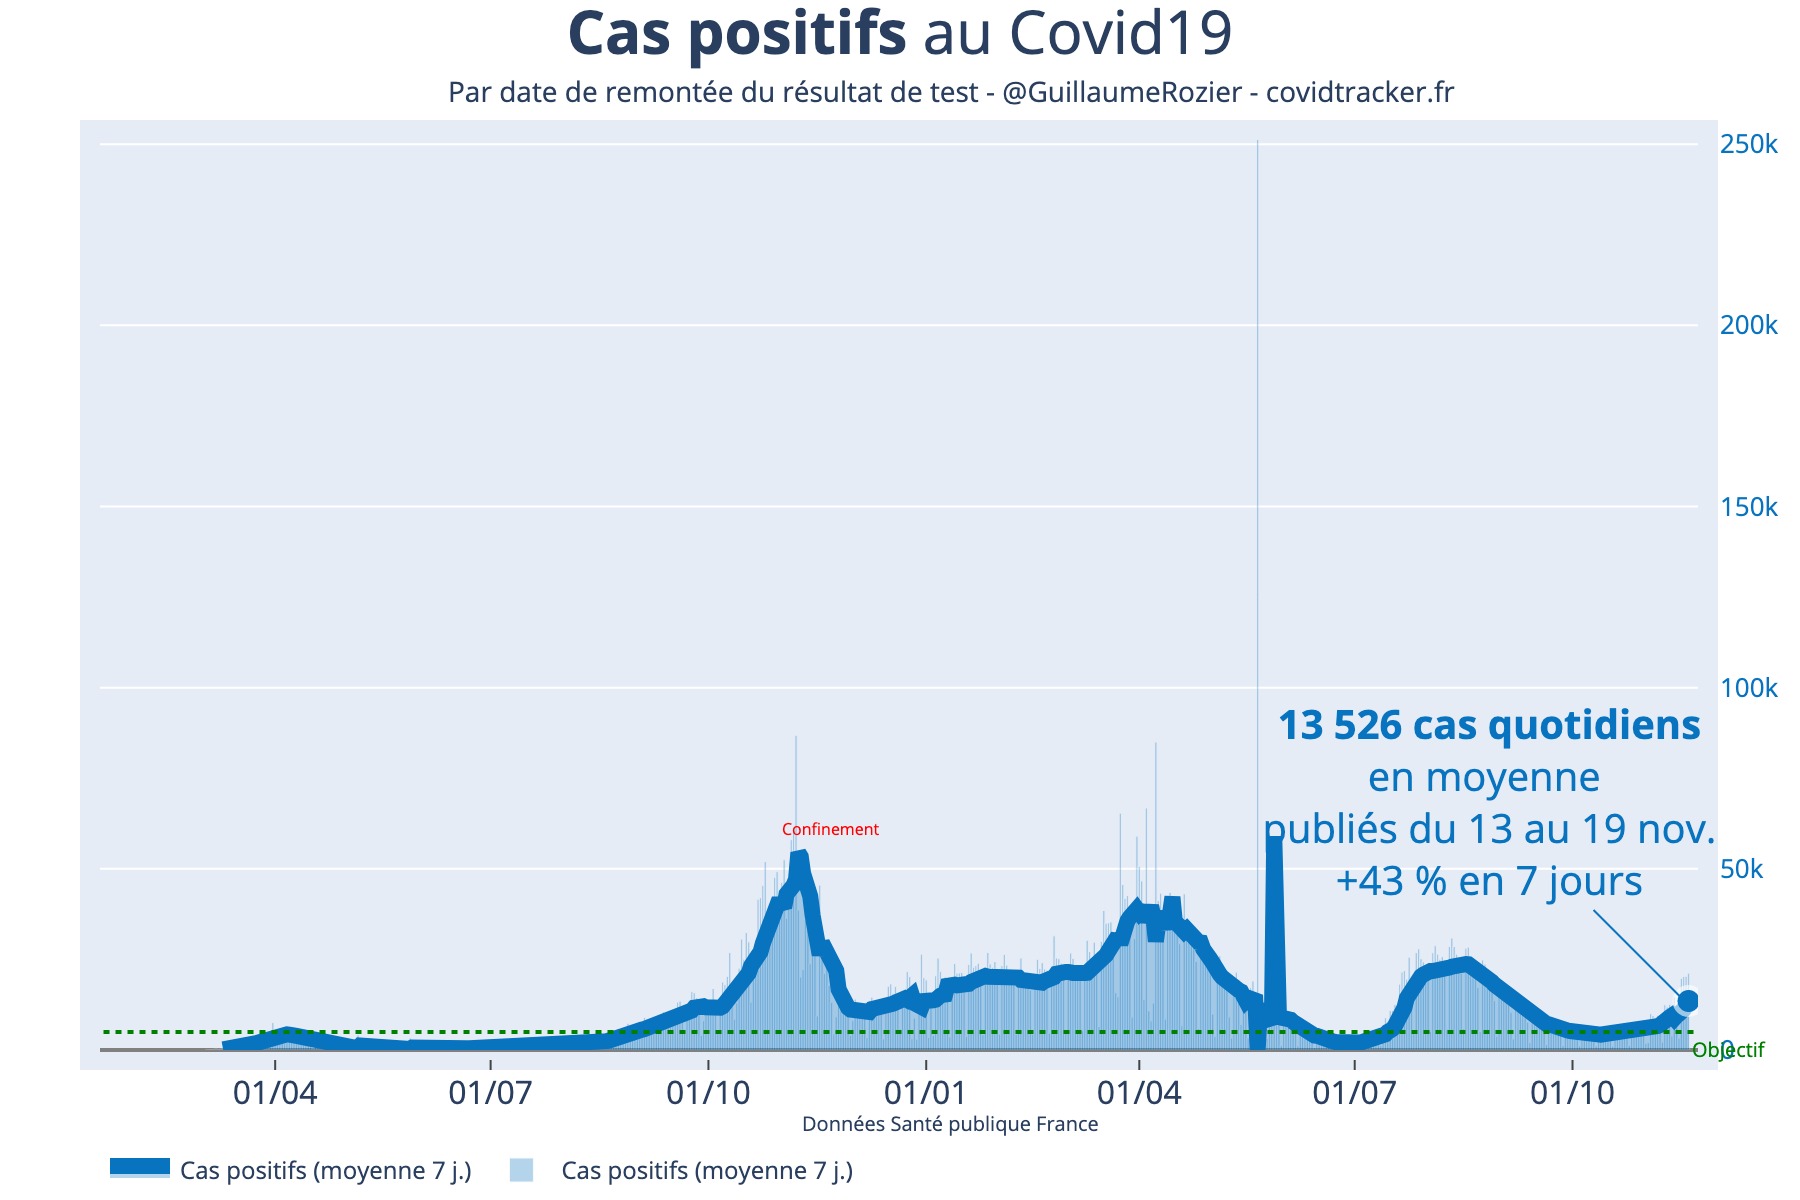 Cas positifs au Covid19
Par date de remontée du résultat de test - @GuillaumeRozier - covidtracker.fr
250k
200k
150k
100k
13 526 cas quotidiens
en moyenne
publiés du 13 au 19 nov.
+43 % en 7 jours
Confinement
50k
0
Objectif
01/04 01/07 01/10 01/01 01/04 01/07 01/10
Données Santé publique France
Cas positifs (moyenne 7 j.) Cas positifs (moyenne 7 j.)